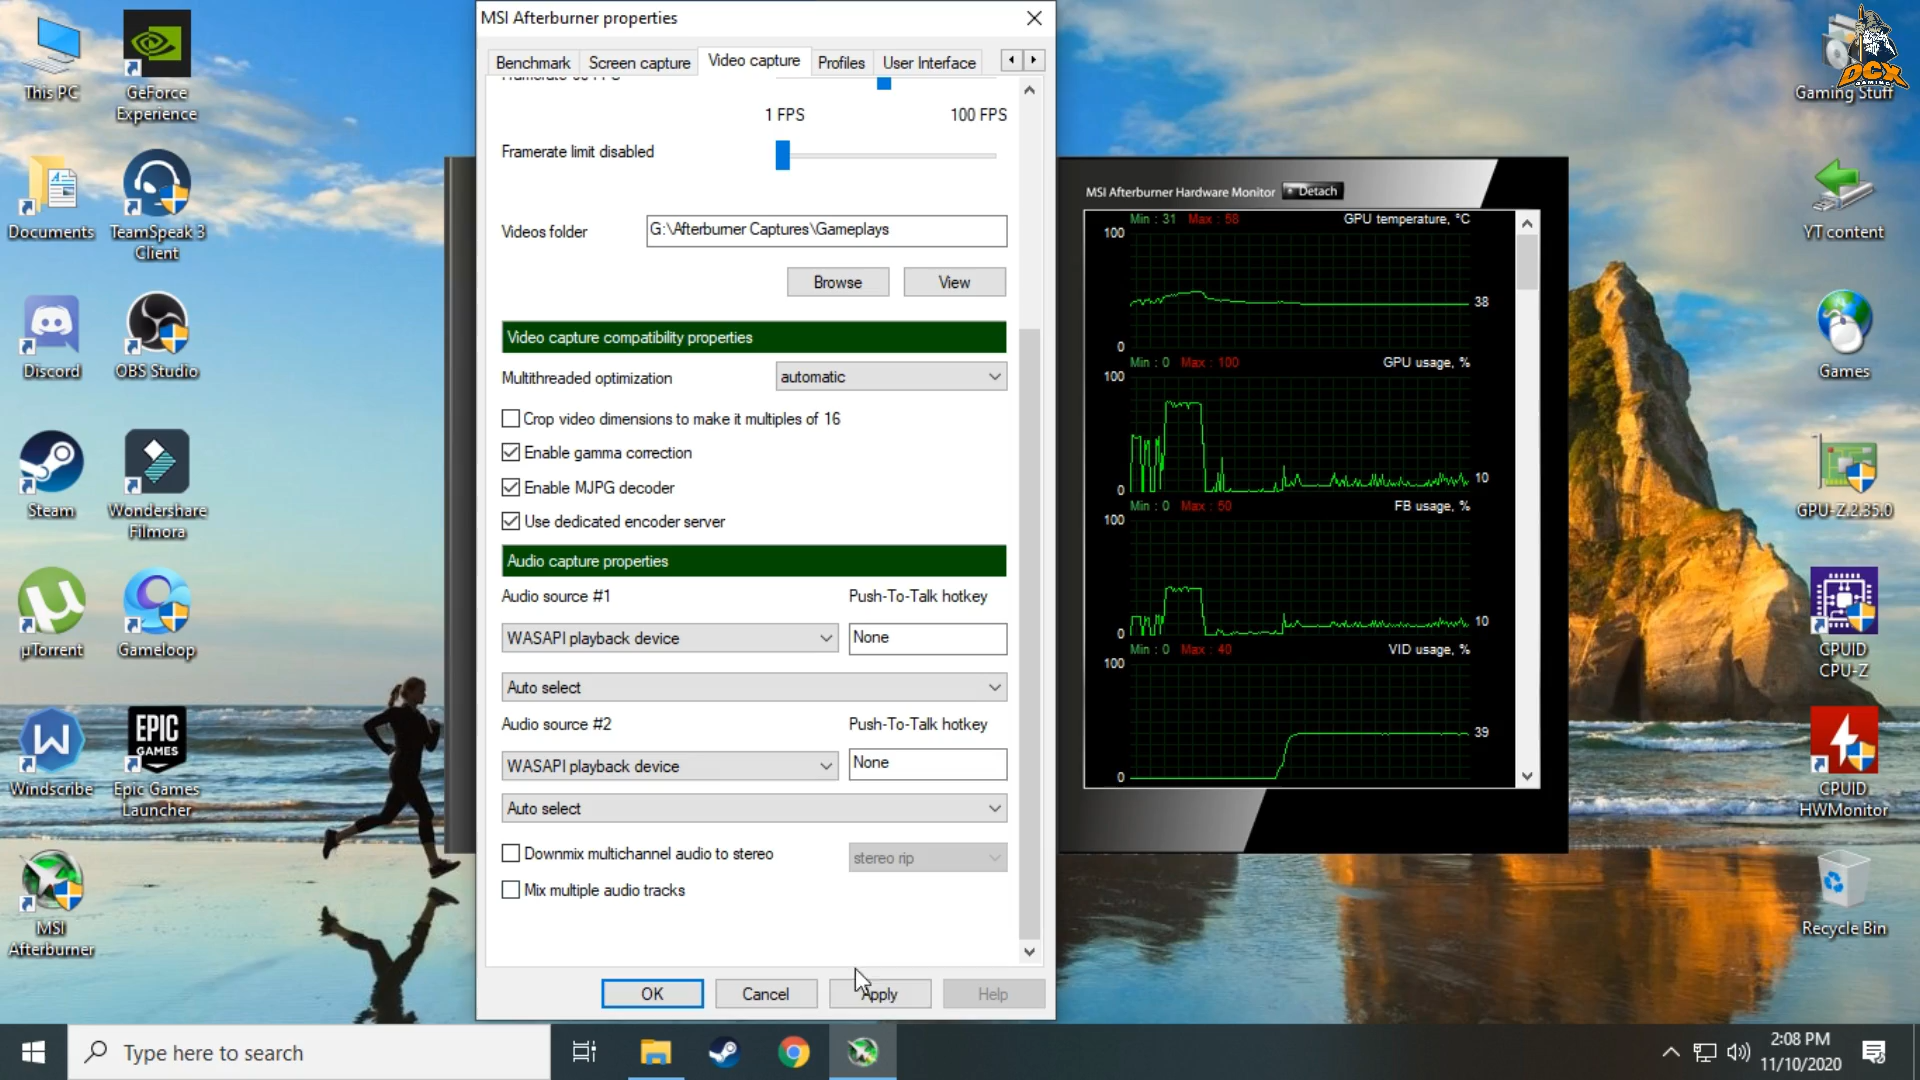 MSI Afterburner properties
Benchmark
Screen capture
Video capture
Profiles
User Interface
1 FPS
100 FPS
Framerate limit disabled
Videos folder
G:\Afterburner Captures\Gameplays
Browse
View
Video capture compatibility properties
Multithreaded optimization
automatic
Crop video dimensions to make it multiples of 16
Enable gamma correction
Enable MJPG decoder
Use dedicated encoder server
Audio capture properties
Audio source #1
Push-To-Talk hotkey
WASAPI playback device
None
Auto select
Audio source #2
Push-To-Talk hotkey
WASAPI playback device
None
Auto select
Downmix multichannel audio to stereo
stereo rip
Mix multiple audio tracks
OK
Cancel
Apply
Help
This PC
GeForce
Experience
Documents
TeamSpeak 3
Client
Discord
OBS Studio
Steam
Wondershare
Filmora
µTorrent
Gameloop
Windscribe
EPIC
GAMES
Epic Games
Launcher
MSI
Afterburner
MSI Afterburner Hardware Monitor
Detach
Min : 31 Max : 58
GPU temperature, °C
100
38
0
Min : 0 Max : 100
GPU usage, %
100
10
0
Min : 0 Max : 50
FB usage, %
100
10
0
Min : 0 Max : 40
VID usage, %
100
39
0
DCX
GAMING
Gaming Stuff
YT content
Games
GPU-Z.2.35.0
CPUID
CPU-Z
CPUID
HWMonitor
Recycle Bin
Type here to search
2:08 PM
11/10/2020